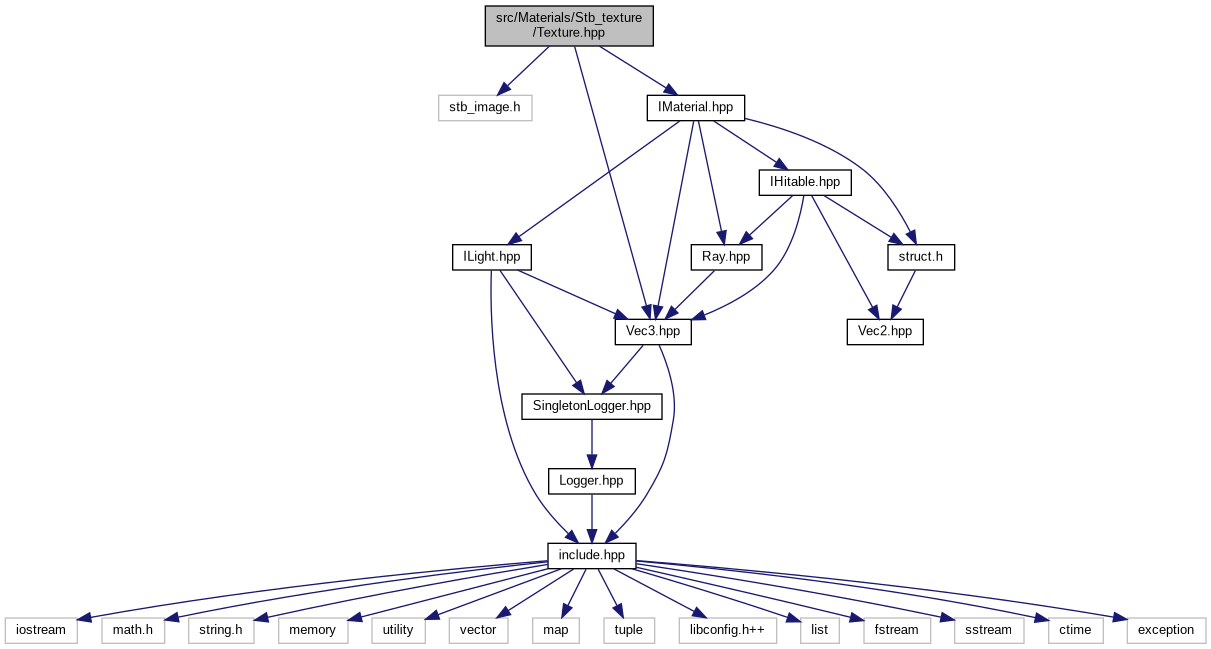 src/Materials/Stb_texture
/Texture.hpp
stb_image.h
IMaterial.hpp
IHitable.hpp
ILight.hpp
Ray.hpp
struct.h
Vec3.hpp
Vec2.hpp
SingletonLogger.hpp
Logger.hpp
include.hpp
iostream
math.h
string.h
memory
utility
vector
map
tuple
libconfig.h++
list
fstream
sstream
ctime
exception